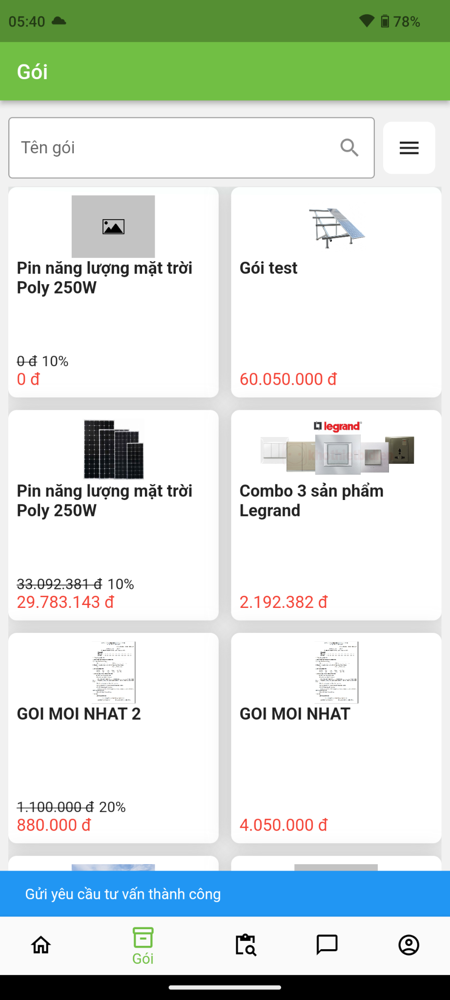 05:40
78%
Gói
Tên gói
Pin năng lượng mặt trời
Poly 250W
0 đ 10%
0 đ
Gói test
60.050.000 đ
Pin năng lượng mặt trời
Poly 250W
33.092.381 đ 10%
29.783.143 đ
legrand
Combo 3 sản phẩm
Legrand
2.192.382 đ
GOI MOI NHAT 2
1.100.000 đ 20%
880.000 đ
GOI MOI NHAT
4.050.000 đ
Gửi yêu cầu tư vấn thành công
Gói